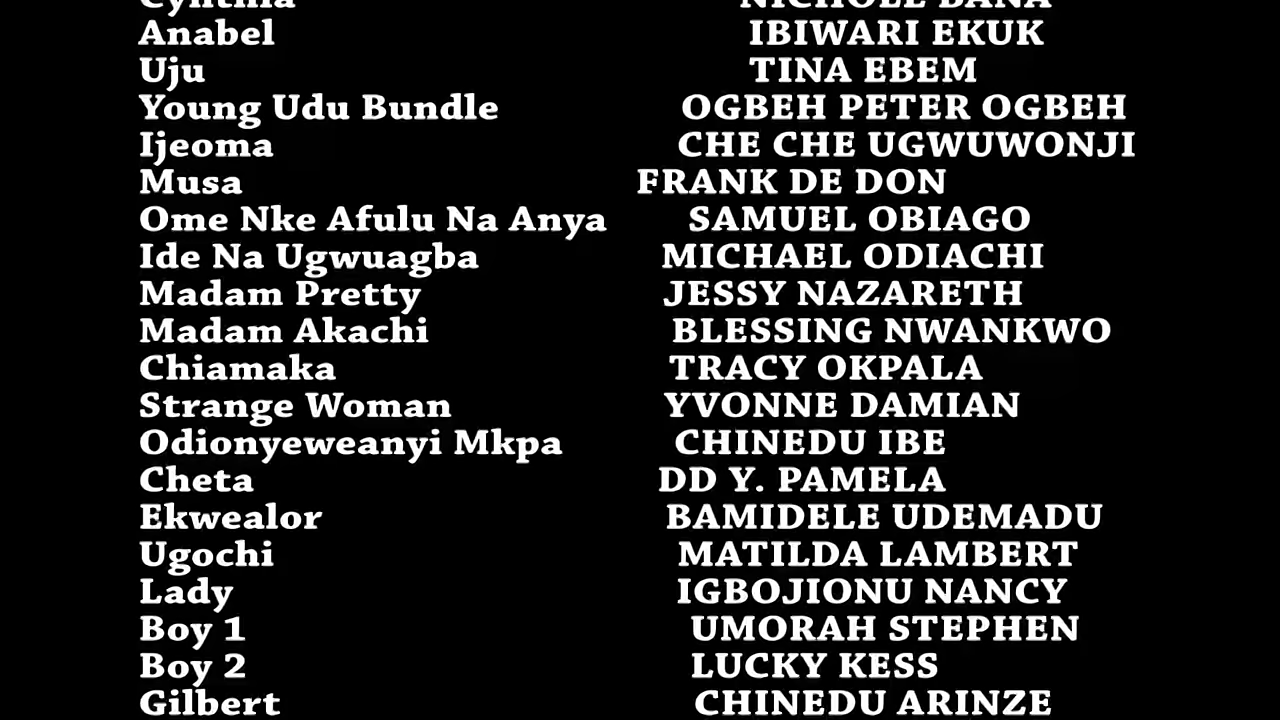 Cynthia NICHOLE BANA
Anabel IBIWARI EKUK
Uju TINA EBEM
Young Udu Bundle OGBEH PETER OGBEH
Ijeoma CHE CHE UGWUWONJI
Musa FRANK DE DON
Ome Nke Afulu Na Anya SAMUEL OBIAGO
Ide Na Ugwuagba MICHAEL ODIACHI
Madam Pretty JESSY NAZARETH
Madam Akachi BLESSING NWANKWO
Chiamaka TRACY OKPALA
Strange Woman YVONNE DAMIAN
Odionyeweanyi Mkpa CHINEDU IBE
Cheta DD Y. PAMELA
Ekwealor BAMIDELE UDEMADU
Ugochi MATILDA LAMBERT
Lady IGBOJIONU NANCY
Boy 1 UMORAH STEPHEN
Boy 2 LUCKY KESS
Gilbert CHINEDU ARINZE